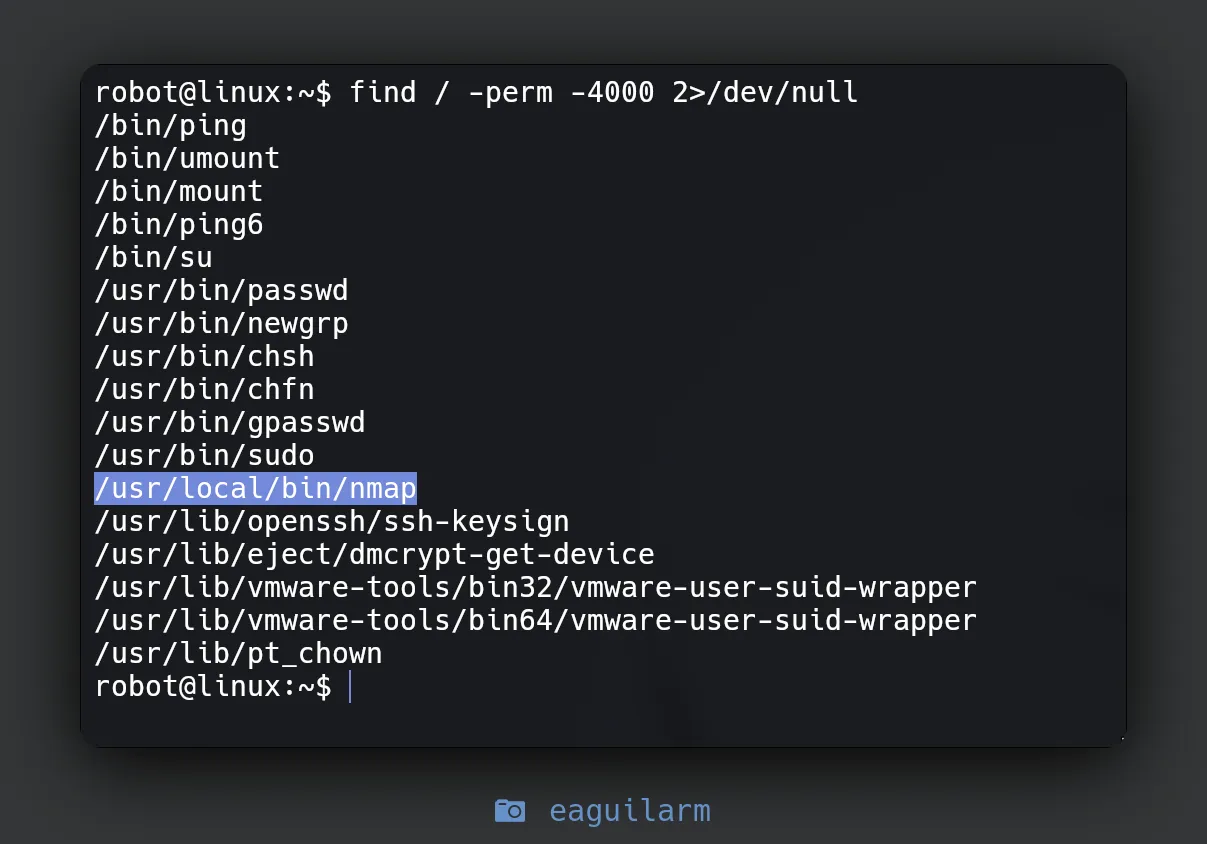 robot@linux:~$ find / -perm -4000 2>/dev/null
/bin/ping
/bin/umount
/bin/mount
/bin/ping6
/bin/su
/usr/bin/passwd
/usr/bin/newgrp
/usr/bin/chsh
/usr/bin/chfn
/usr/bin/gpasswd
/usr/bin/sudo
/usr/local/bin/nmap
/usr/lib/openssh/ssh-keysign
/usr/lib/eject/dmcrypt-get-device
/usr/lib/vmware-tools/bin32/vmware-user-suid-wrapper
/usr/lib/vmware-tools/bin64/vmware-user-suid-wrapper
/usr/lib/pt_chown
robot@linux:~$
eaguilarm